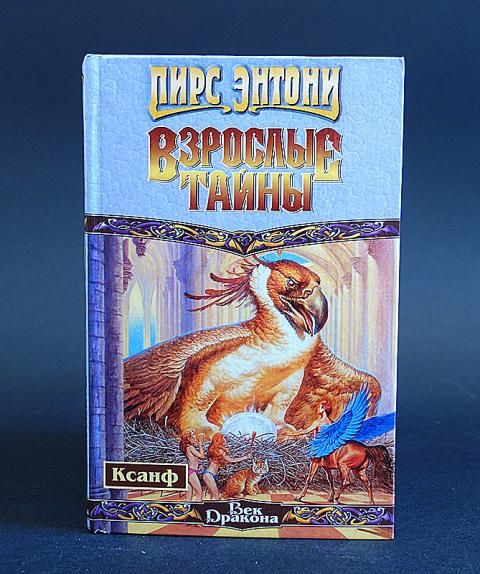 ПИРС ЭНТОНИ
ВЗРОСЛЫЕ
ТАЙНЫ
Ксанф
Век
Дракона